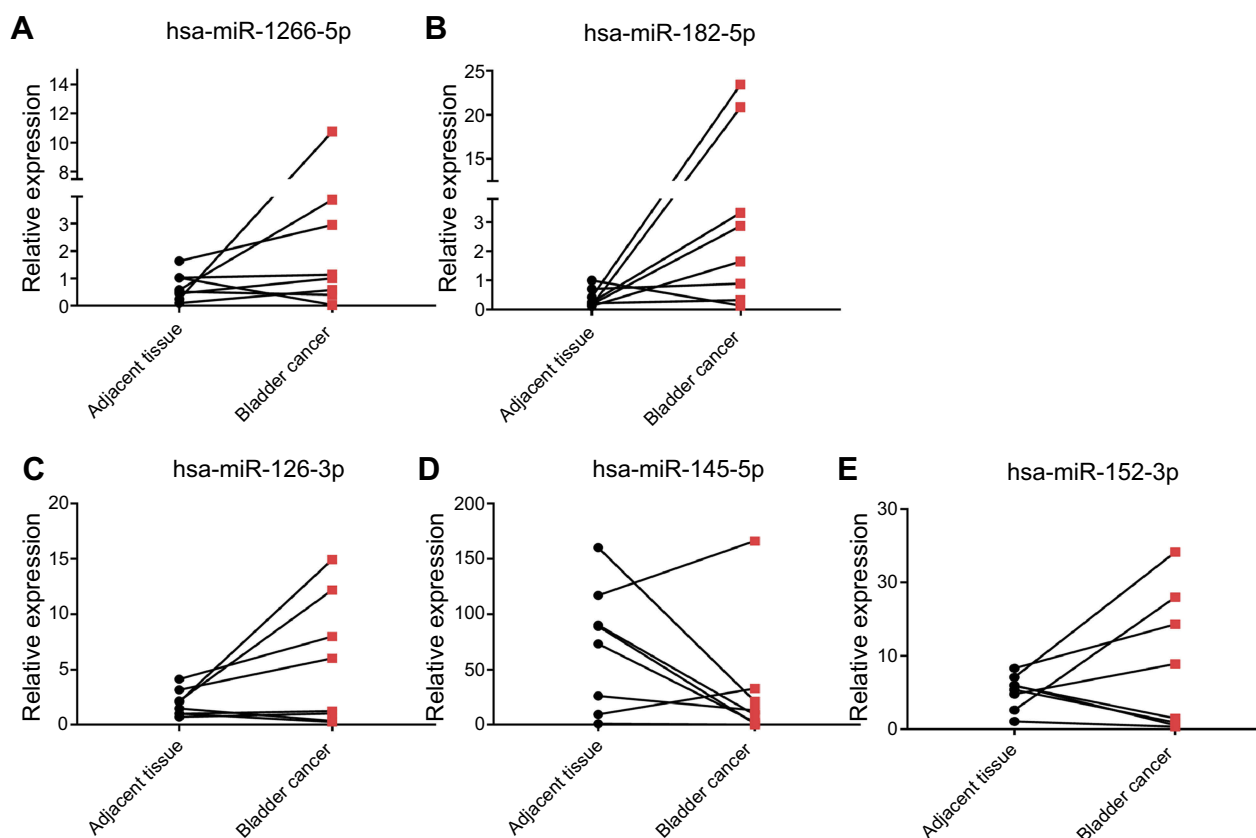 A
hsa-miR-1266-5p
Relative expression
14
12
10
8
3
2
1
0
Adjacent tissue
Bladder cancer
B
hsa-miR-182-5p
Relative expression
25
20
15
3
2
1
0
Adjacent tissue
Bladder cancer
C
hsa-miR-126-3p
Relative expression
20
15
10
5
0
Adjacent tissue
Bladder cancer
D
hsa-miR-145-5p
Relative expression
200
150
100
50
0
Adjacent tissue
Bladder cancer
E
hsa-miR-152-3p
Relative expression
30
30
10
0
Adjacent tissue
Bladder cancer